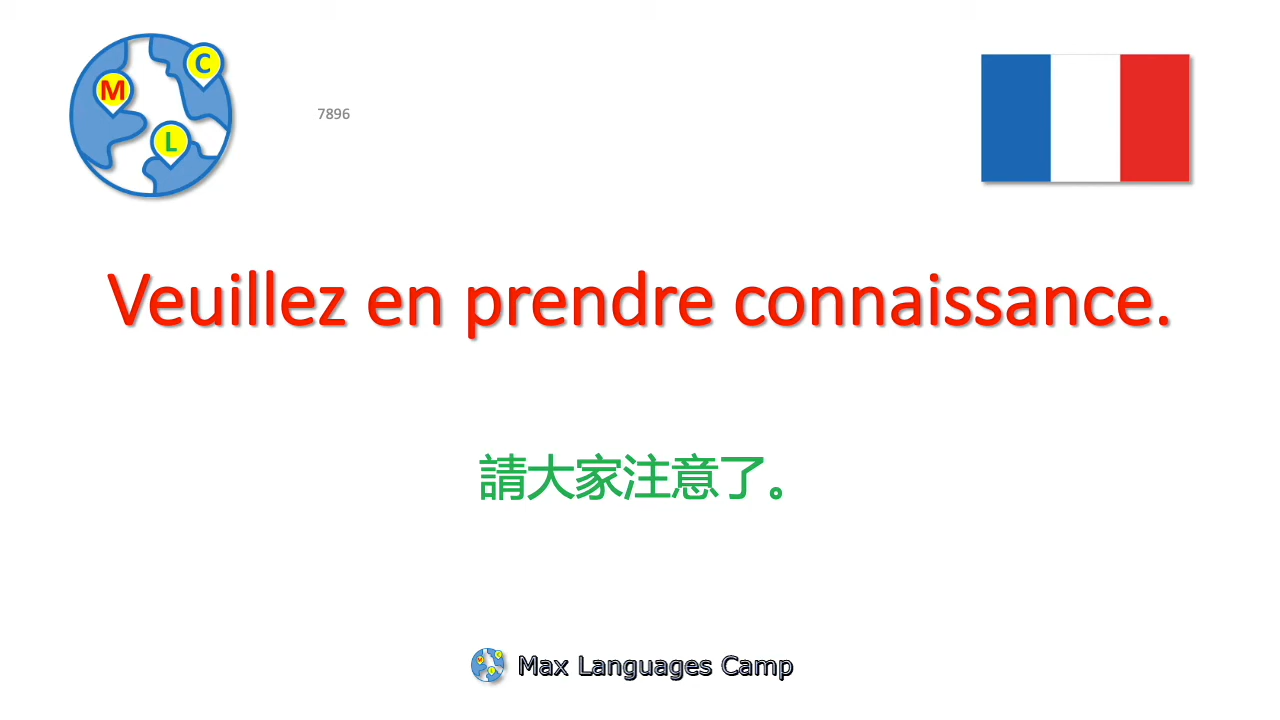 C
M
L
7896
Veuillez en prendre connaissance.
請大家注意了。
Max Languages Camp